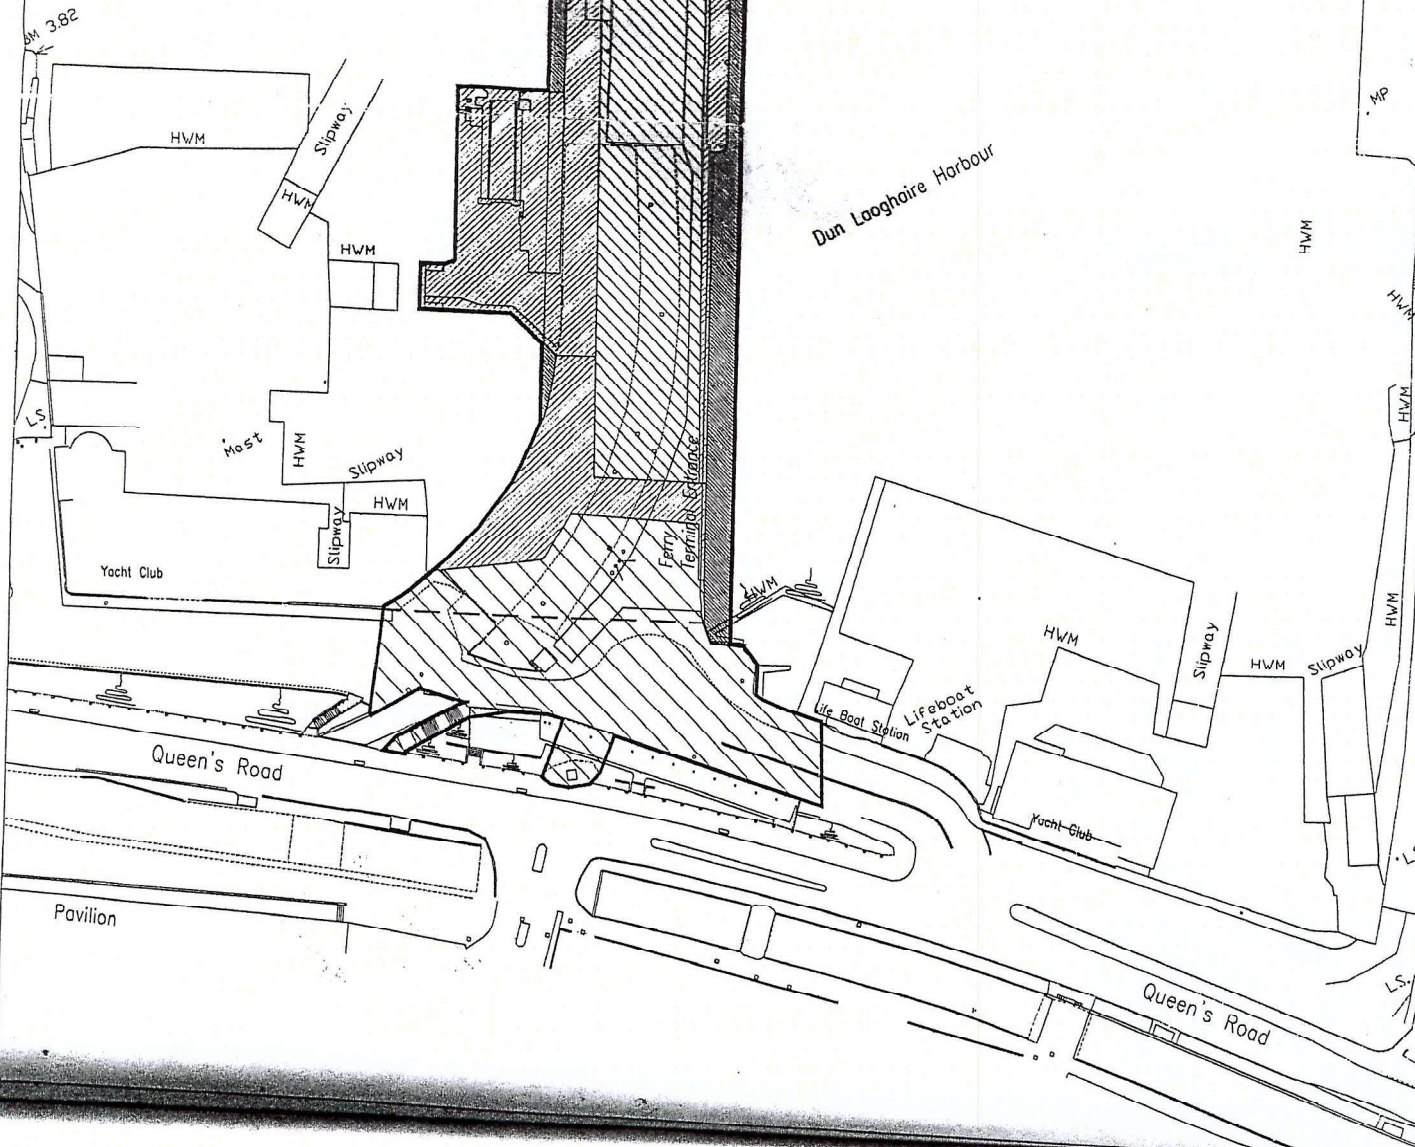 BM 3.82
MP
HWM
Slipway
HWM
Dun Laoghaire Harbour
HWM
HWM
HWM
LS
Mast
HWM
Slipway
HWM
Slipway
HWM
Ferry
Terminal Entrance
Yacht Club
HWM
HWM
HWM
Slipway
HWM
Slipway
Life Boat Station
Lifeboat
Station
Queen's Road
Yacht Club
Pavilion
LS.
Queen's Road